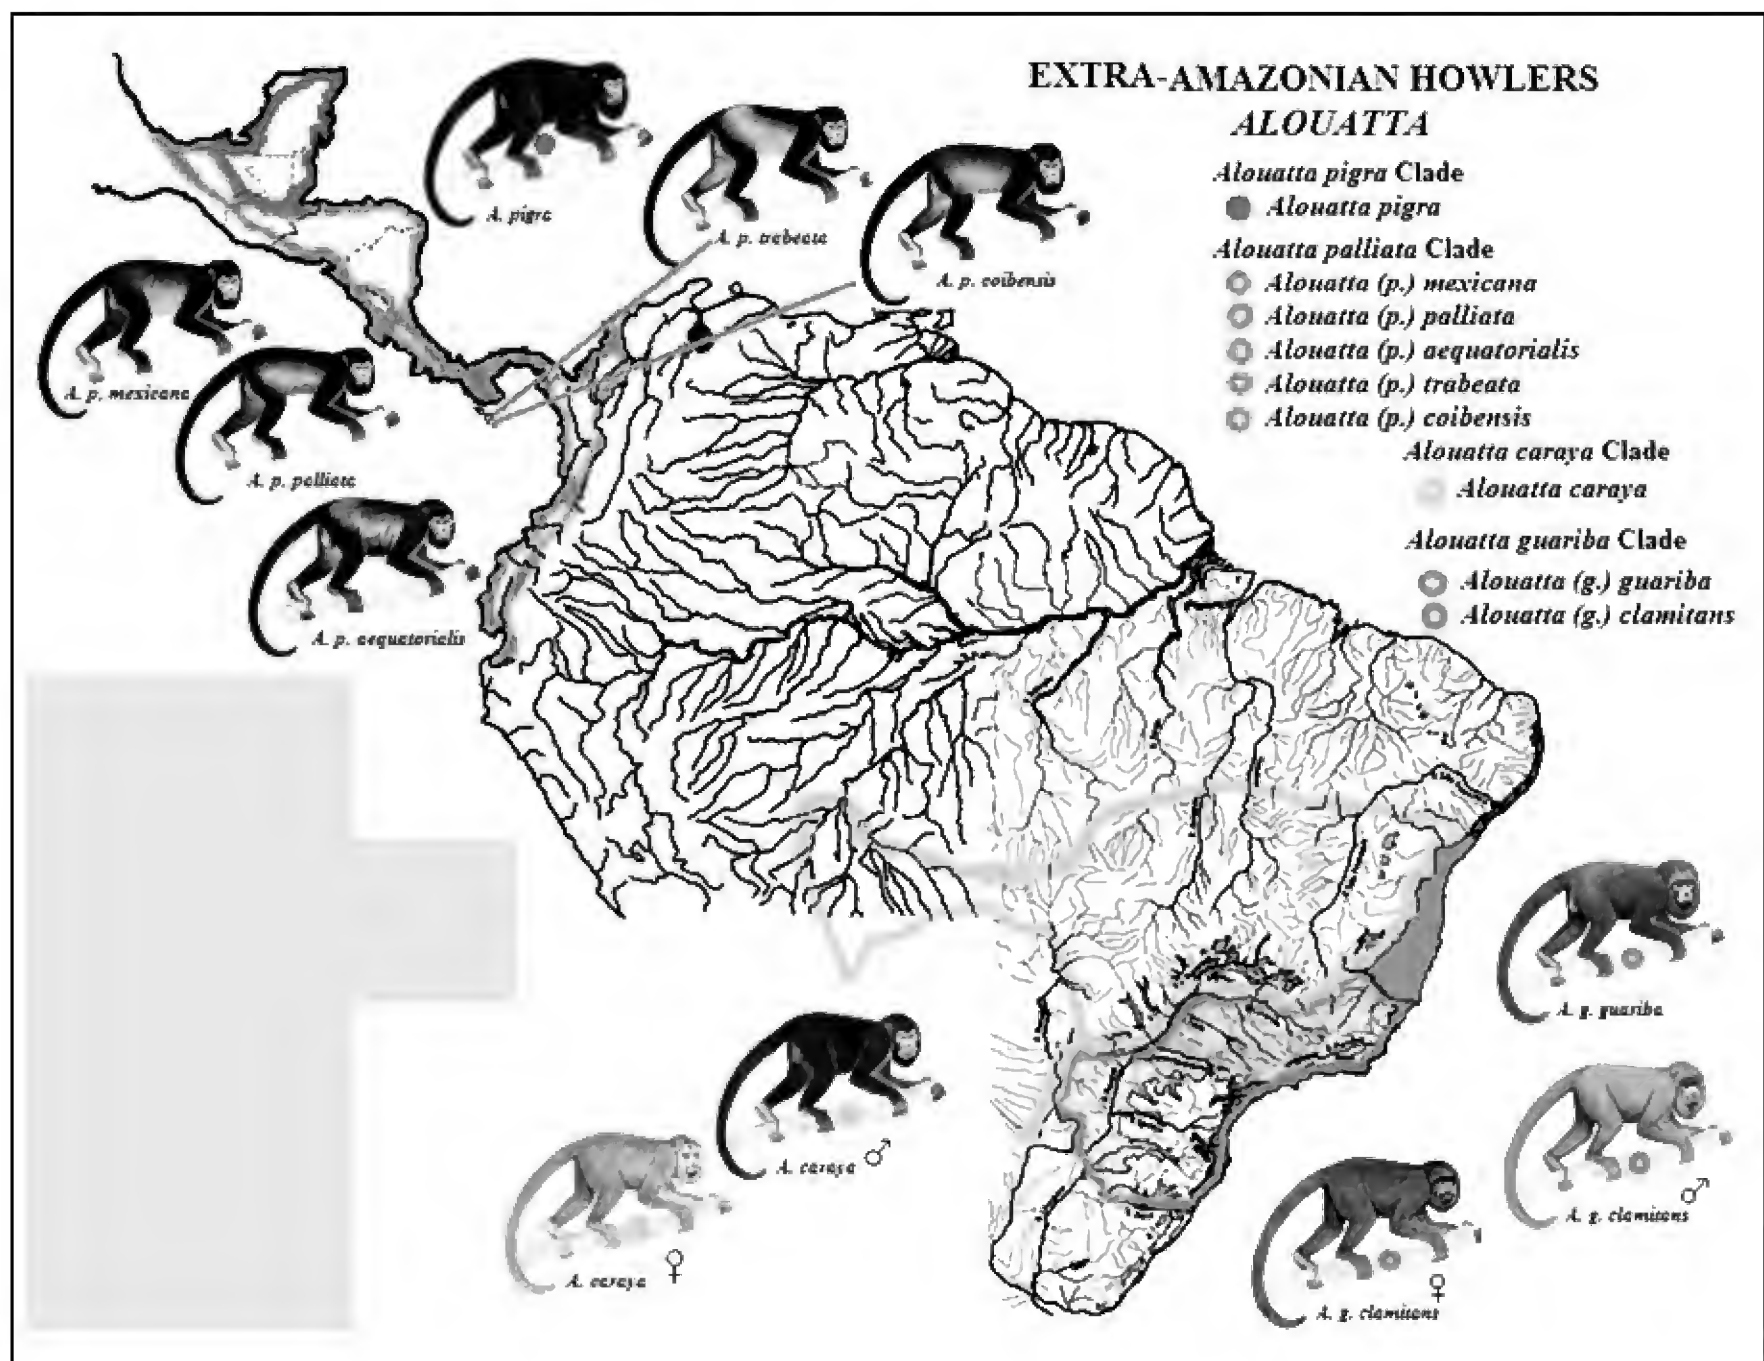 EXTRA-AMAZONIAN HOWLERS
ALOUATTA
Alouatta pigra Clade
Alouatta pigra
Alouatta palliata Clade
Alouatta (p.) mexicana
Alouatta (p.) palliata
Alouatta (p.) aequatorialis
Alouatta (p.) trabeata
Alouatta (p.) coibensis
Alouatta caraya Clade
Alouatta caraya
Alouatta guariba Clade
Alouatta (g.) guariba
Alouatta (g.) clamitans
A. pigra
A. p. trabeata
A. p. coibensis
A. p. mexicana
A. p. palliata
A. p. aequatorialis
A. g. guariba
A. caraya ♂
A. g. clamitans ♂
A. caraya ♀
A. g. clamitans ♀